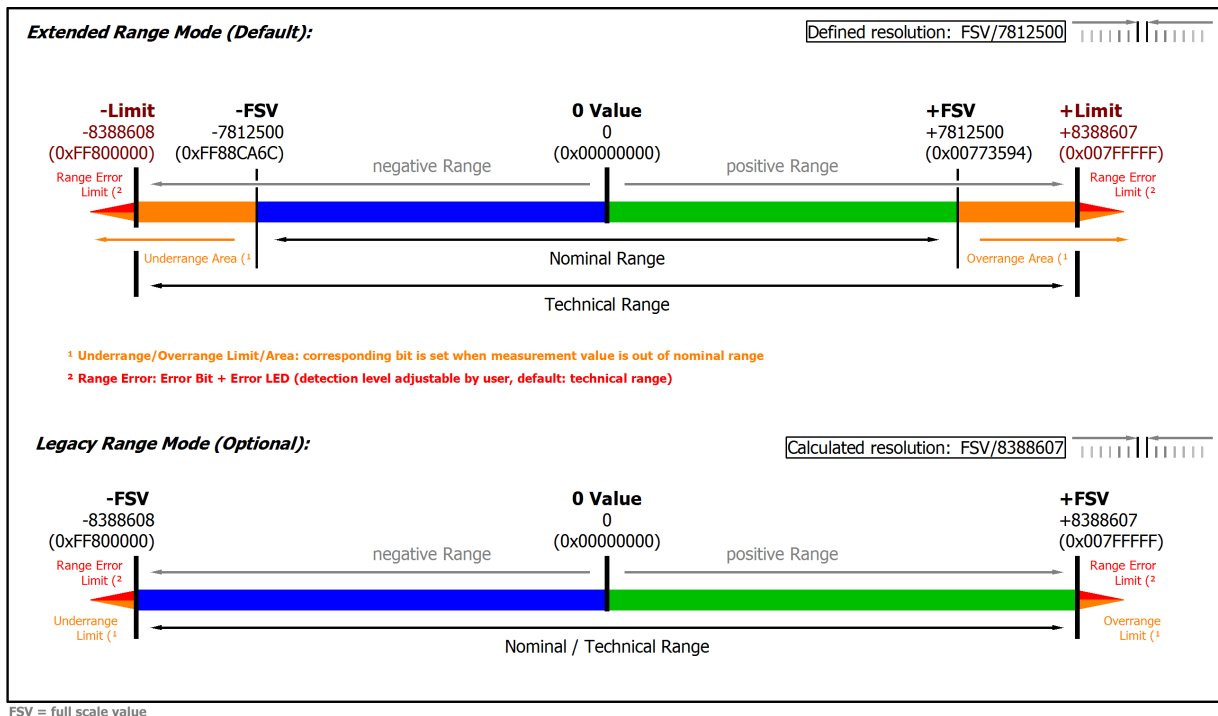 Extended Range Mode (Default):
Defined resolution: FSV/7812500
-Limit
-8388608
(0xFF800000)
-FSV
-7812500
(0xFF88CA6C)
0 Value
0
(0x00000000)
+FSV
+7812500
(0x00773594)
+Limit
+8388607
(0x007FFFFF)
negative Range
positive Range
Range Error
Limit (²
Range Error
Limit (²
Underrange Area (¹
Nominal Range
Overrange Area (¹
Technical Range
¹ Underrange/Overrange Limit/Area: corresponding bit is set when measurement value is out of nominal range
² Range Error: Error Bit + Error LED (detection level adjustable by user, default: technical range)
Legacy Range Mode (Optional):
Calculated resolution: FSV/8388607
-FSV
-8388608
(0xFF800000)
0 Value
0
(0x00000000)
+FSV
+8388607
(0x007FFFFF)
negative Range
positive Range
Range Error
Limit (²
Range Error
Limit (²
Underrange
Limit (¹
Overrange
Limit (¹
Nominal / Technical Range
FSV = full scale value